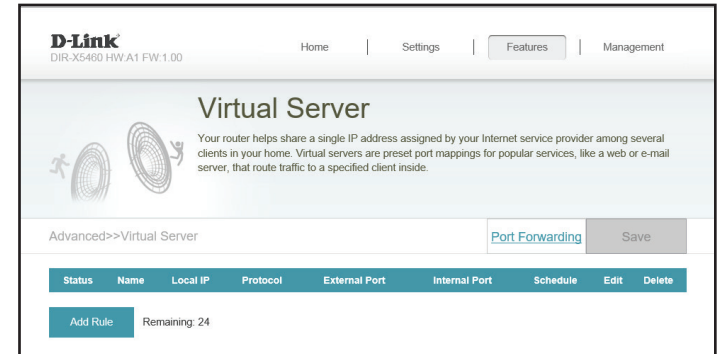 D-Link
DIR-X5460 HW:A1 FW:1.00
Home Settings Features Management
Virtual Server
Your router helps share a single IP address assigned by your Internet service provider among several
clients in your home. Virtual servers are preset port mappings for popular services, like a web or e-mail
server, that route traffic to a specified client inside.
Advanced>>Virtual Server Port Forwarding Save
Status Name Local IP Protocol External Port Internal Port Schedule Edit Delete
Add Rule Remaining: 24